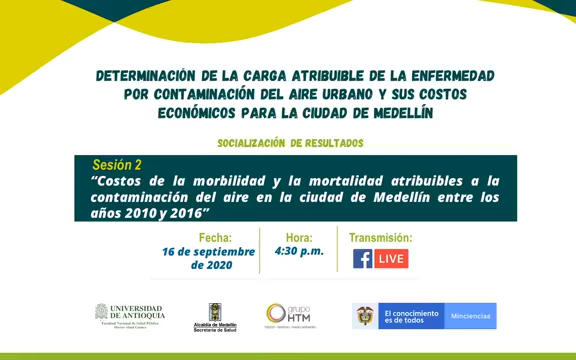 DETERMINACIÓN DE LA CARGA ATRIBUIBLE DE LA ENFERMEDAD
POR CONTAMINACIÓN DEL AIRE URBANO Y SUS COSTOS
ECONÓMICOS PARA LA CIUDAD DE MEDELLÍN
SOCIALIZACIÓN DE RESULTADOS
Sesión 2
“Costos de la morbilidad y la mortalidad atribuibles a la
contaminación del aire en la ciudad de Medellín entre los
años 2010 y 2016”
Fecha:
16 de septiembre
de 2020
Hora:
4:30 p.m.
Transmisión:
f LIVE
UNIVERSIDAD
DE ANTIOQUIA
Facultad Nacional de Salud Pública
Alcaldía de Medellín
Secretaría de Salud
grupo
HTM
El conocimiento
es de todos
Minciencias